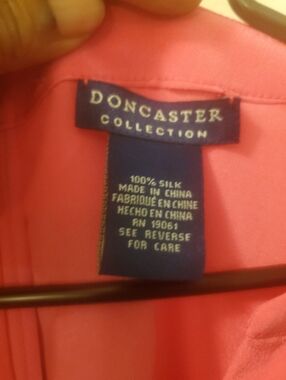 DONCASTER
COLLECTION
100% SILK
MADE IN CHINA
FABRIQUÉ EN CHINE
HECHO EN CHINA
RN 19061
SEE REVERSE
FOR CARE